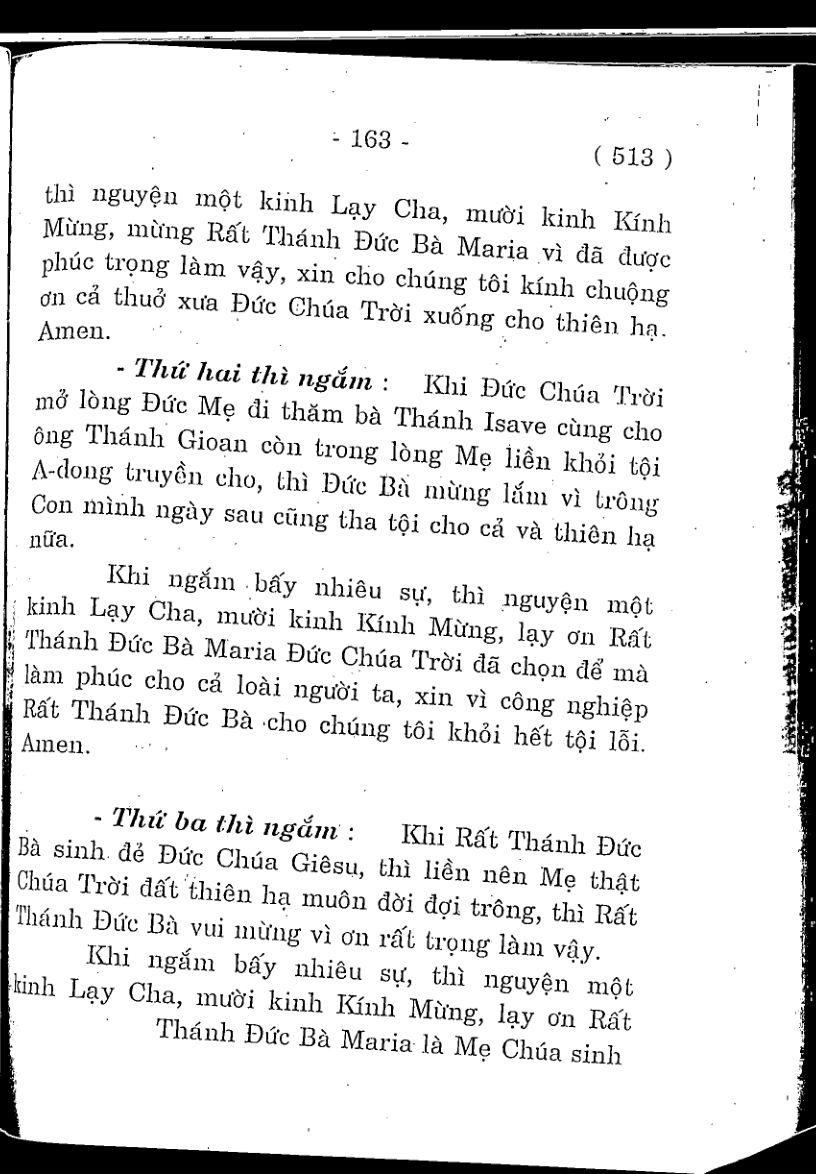 - 163 -
( 513 )
thì nguyện một kinh Lạy Cha, mười kinh Kính
Mừng, mừng Rất Thánh Đức Bà Maria vì đã được
phúc trọng làm vậy, xin cho chúng tôi kính chuộng
ơn cả thuở xưa Đức Chúa Trời xuống cho thiên hạ.
Amen.
- Thứ hai thì ngắm : Khi Đức Chúa Trời
mở lòng Đức Mẹ đi thăm bà Thánh Isave cùng cho
ông Thánh Gioan còn trong lòng Mẹ liền khỏi tội
A-dong truyền cho, thì Đức Bà mừng lắm vì trông
Con mình ngày sau cũng tha tội cho cả và thiên hạ
nữa.
Khi ngắm bấy nhiêu sự, thì nguyện một
kinh Lạy Cha, mười kinh Kính Mừng, lạy ơn Rất
Thánh Đức Bà Maria Đức Chúa Trời đã chọn để mà
làm phúc cho cả loài người ta, xin vì công nghiệp
Rất Thánh Đức Bà cho chúng tôi khỏi hết tội lỗi.
Amen.
- Thứ ba thì ngắm : Khi Rất Thánh Đức
Bà sinh đẻ Đức Chúa Giêsu, thì liền nên Mẹ thật
Chúa Trời đất thiên hạ muôn đời đợi trông, thì Rất
Thánh Đức Bà vui mừng vì ơn rất trọng làm vậy.
Khi ngắm bấy nhiêu sự, thì nguyện một
kinh Lạy Cha, mười kinh Kính Mừng, lạy ơn Rất
Thánh Đức Bà Maria là Mẹ Chúa sinh